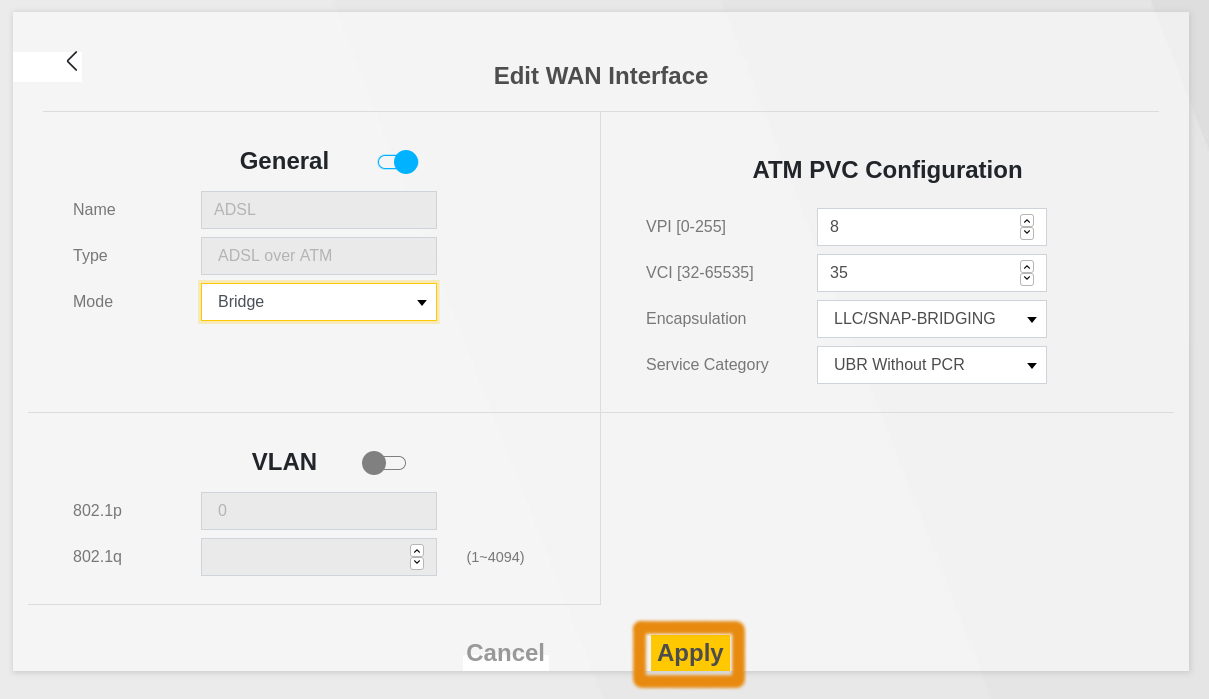 Edit WAN Interface
General
Name
ADSL
Type
ADSL over ATM
Mode
Bridge
ATM PVC Configuration
VPI [0-255]
8
VCI [32-65535]
35
Encapsulation
LLC/SNAP-BRIDGING
Service Category
UBR Without PCR
VLAN
802.1p
0
802.1q
(1~4094)
Cancel
Apply